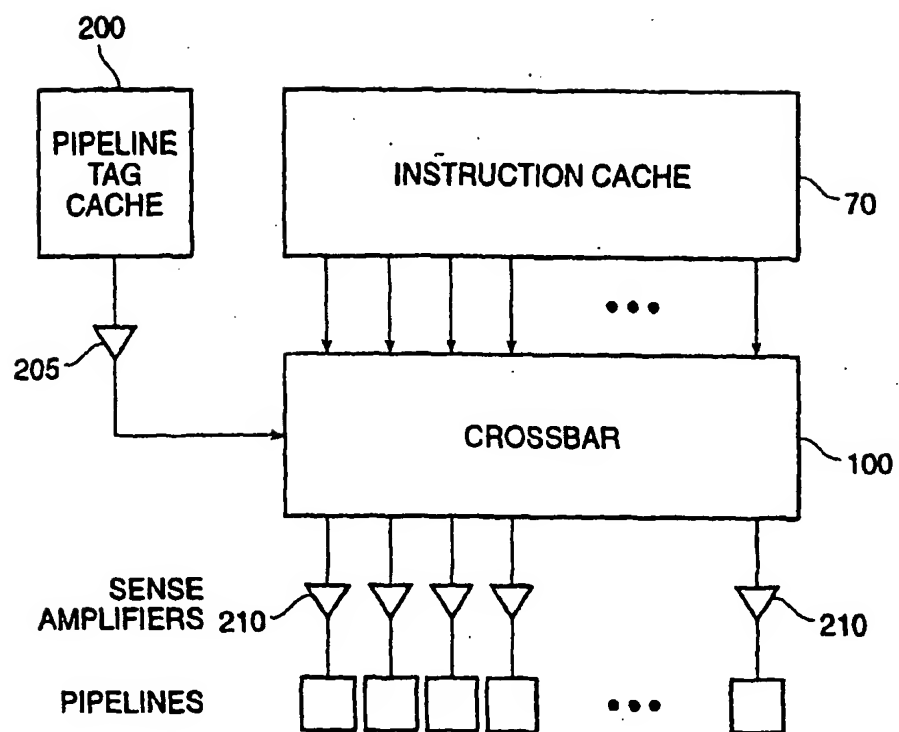 200
PIPELINE
TAG
CACHE
INSTRUCTION CACHE
70
205
CROSSBAR
100
SENSE
AMPLIFIERS
210
210
PIPELINES